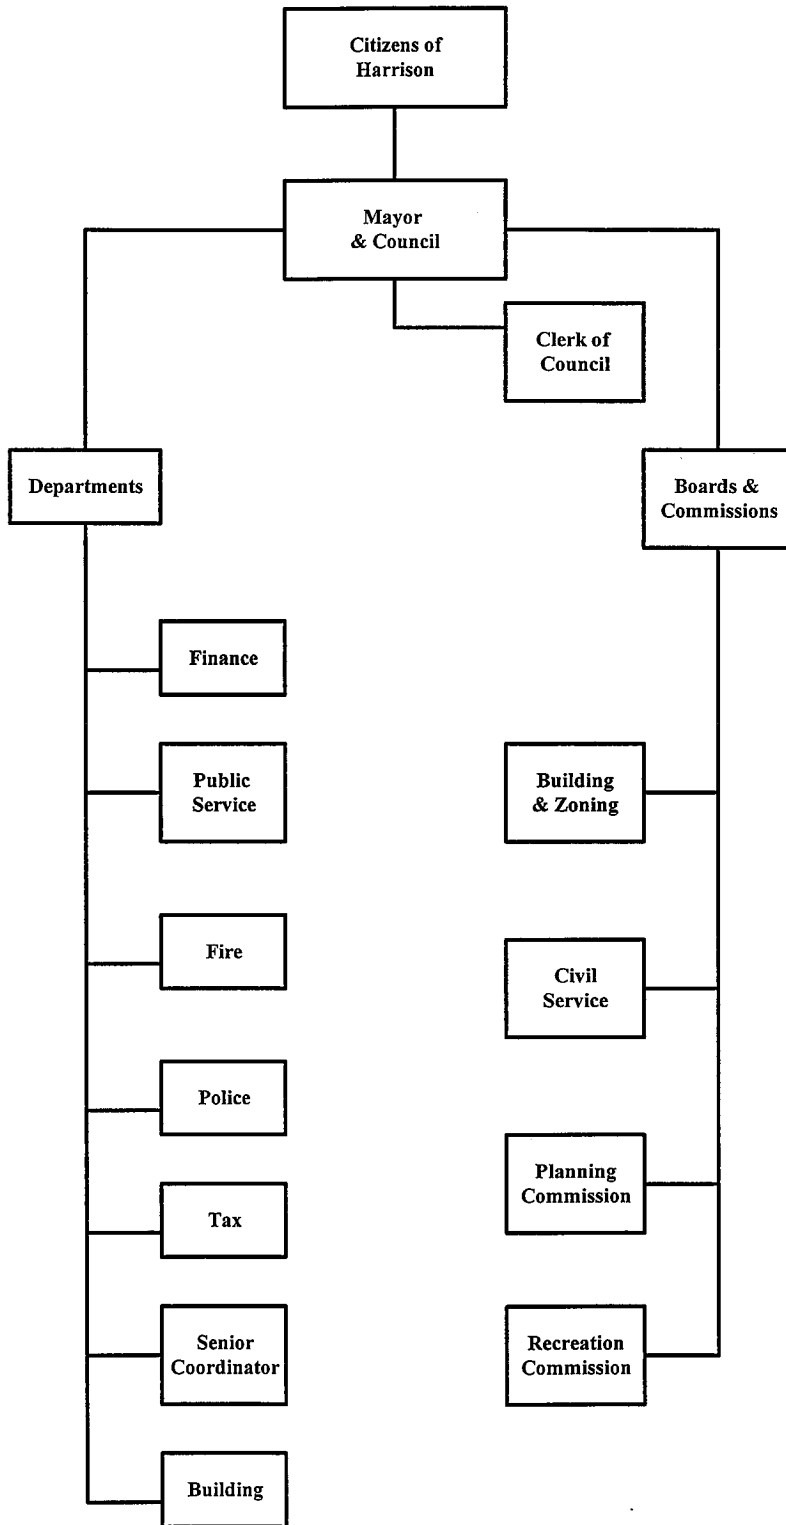 Citizens of
Harrison
Mayor
& Council
Clerk of
Council
Departments
Boards &
Commissions
Finance
Public
Service
Fire
Police
Tax
Senior
Coordinator
Building
Building
& Zoning
Civil
Service
Planning
Commission
Recreation
Commission